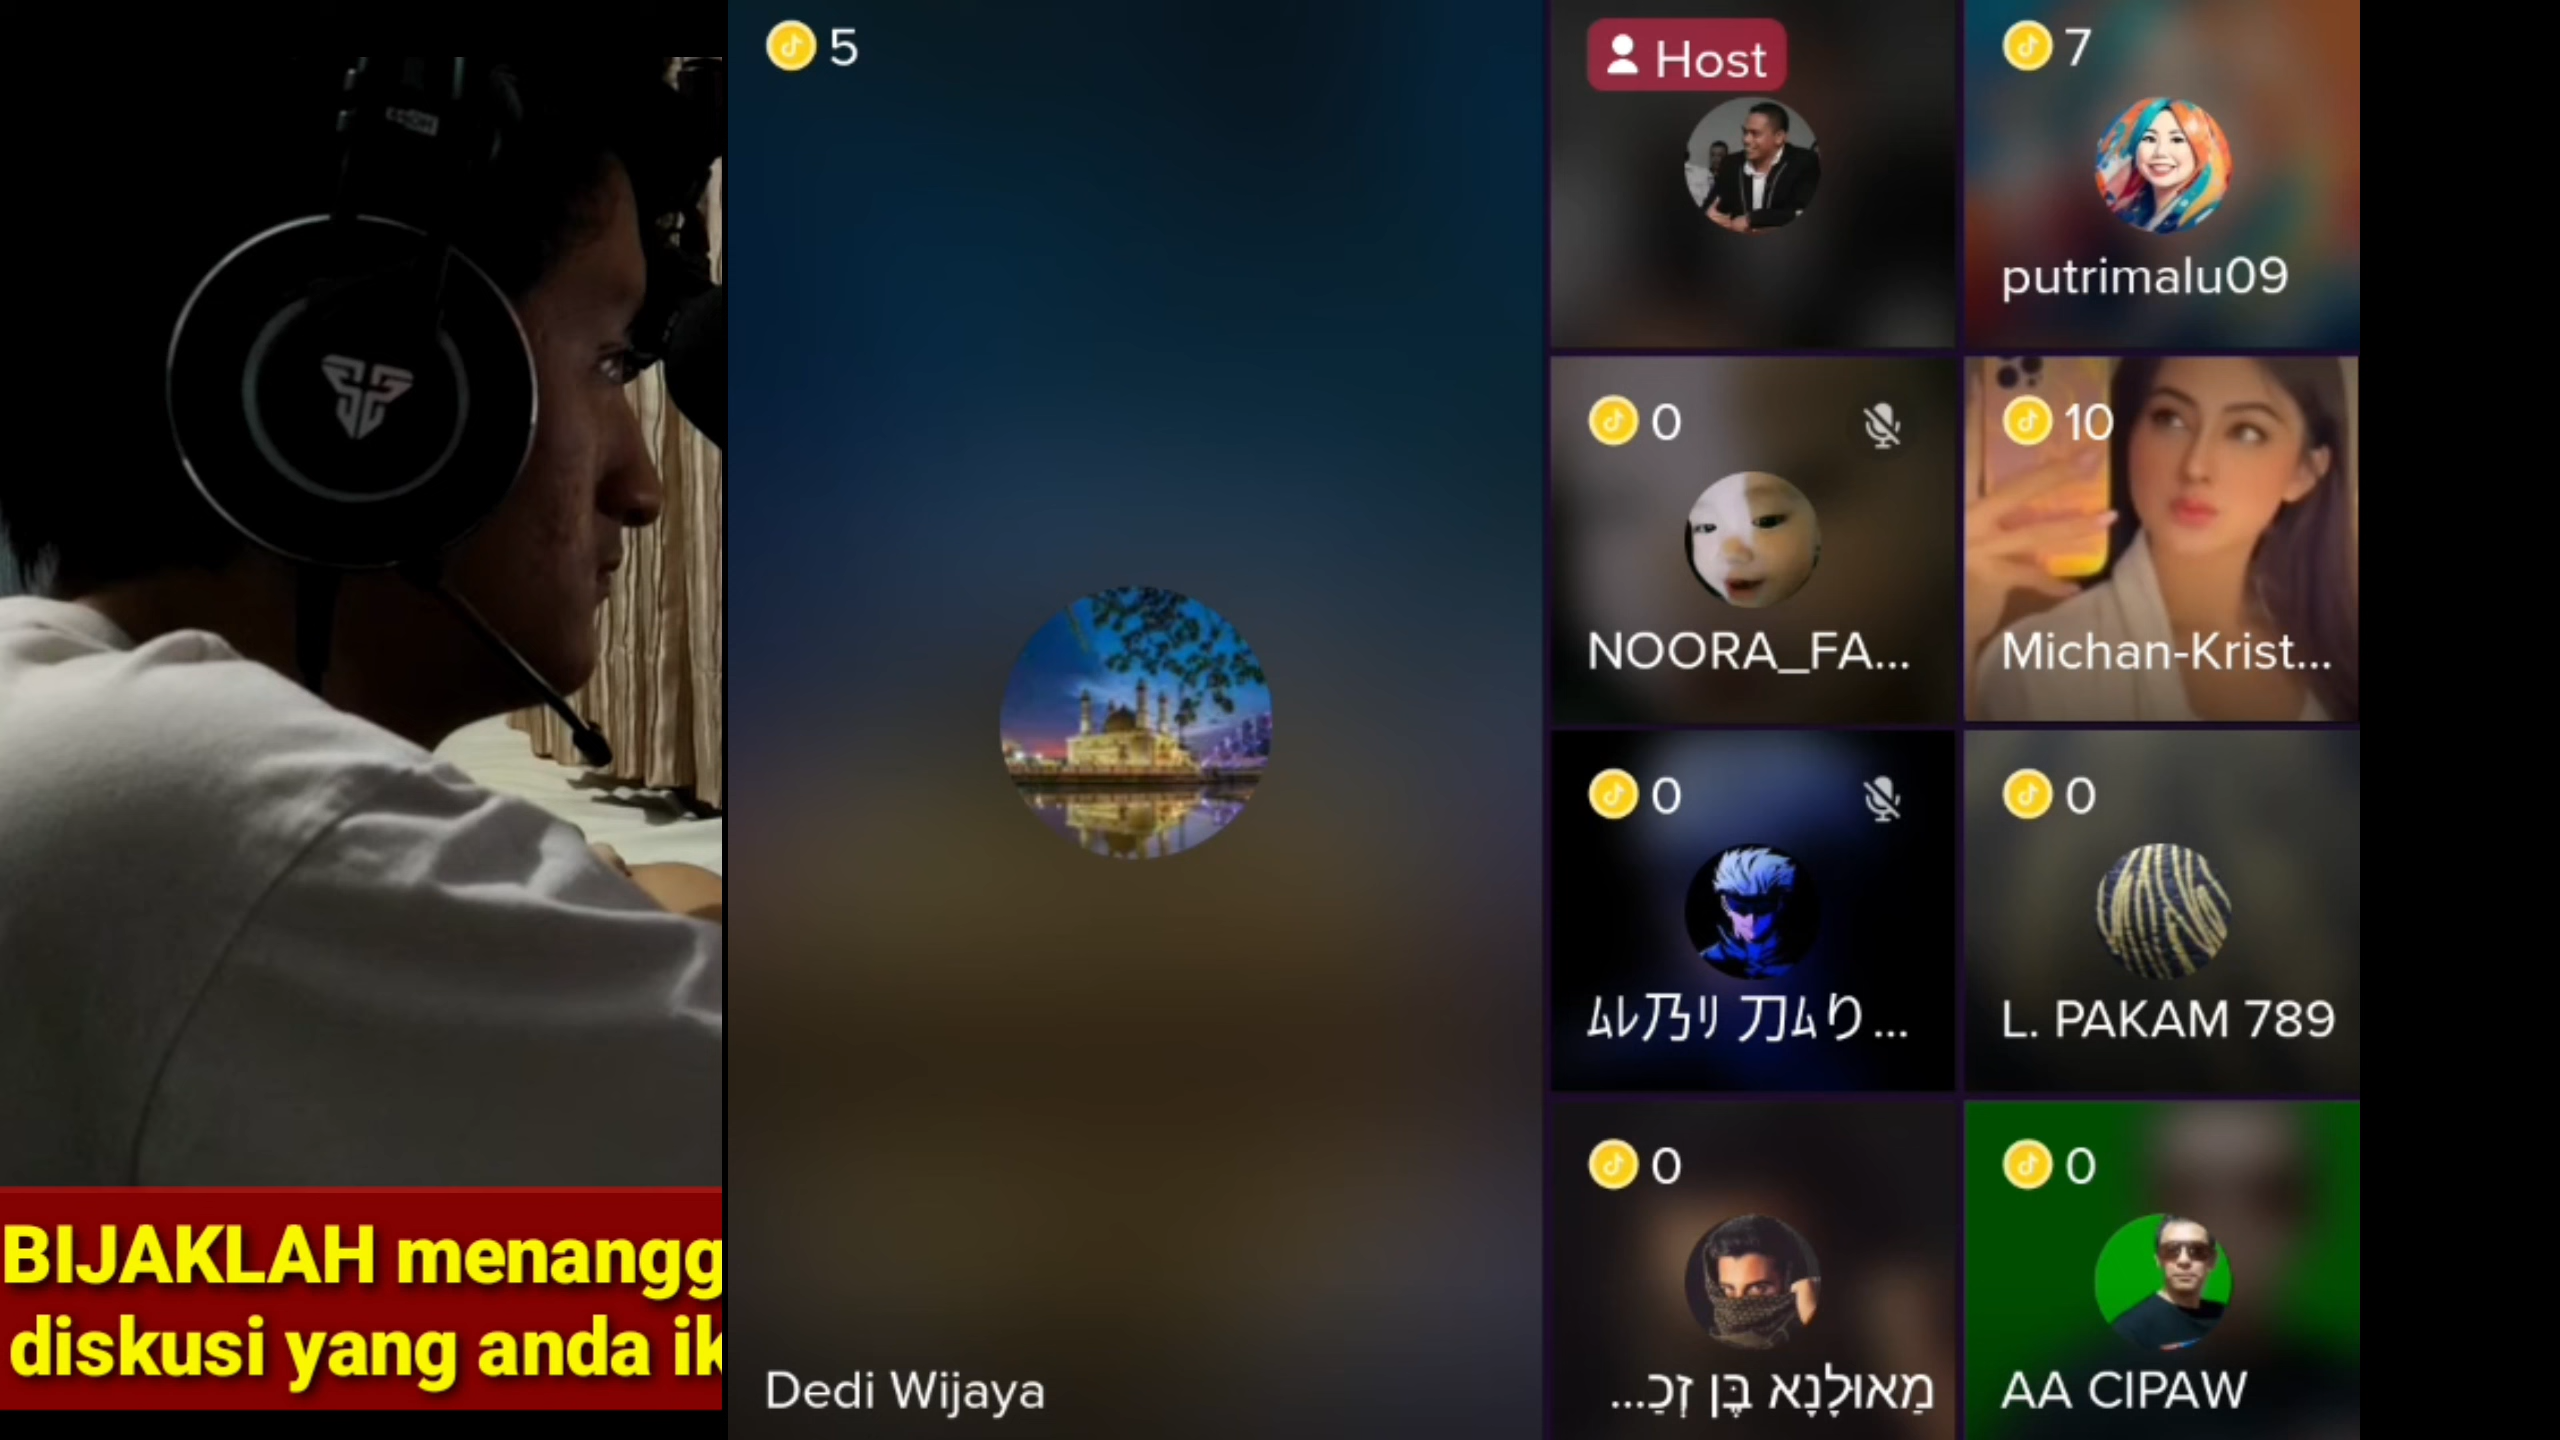 BIJAKLAH menangg
diskusi yang anda ik
5
Dedi Wijaya
Host
7
putrimalu09
0
NOORA_FA...
10
Michan-Krist...
0
ﾑﾚ乃ﾘ 刀ﾑり...
0
L. PAKAM 789
0
מַאוּלָנָא בֶּן זְכַ...
0
AA CIPAW